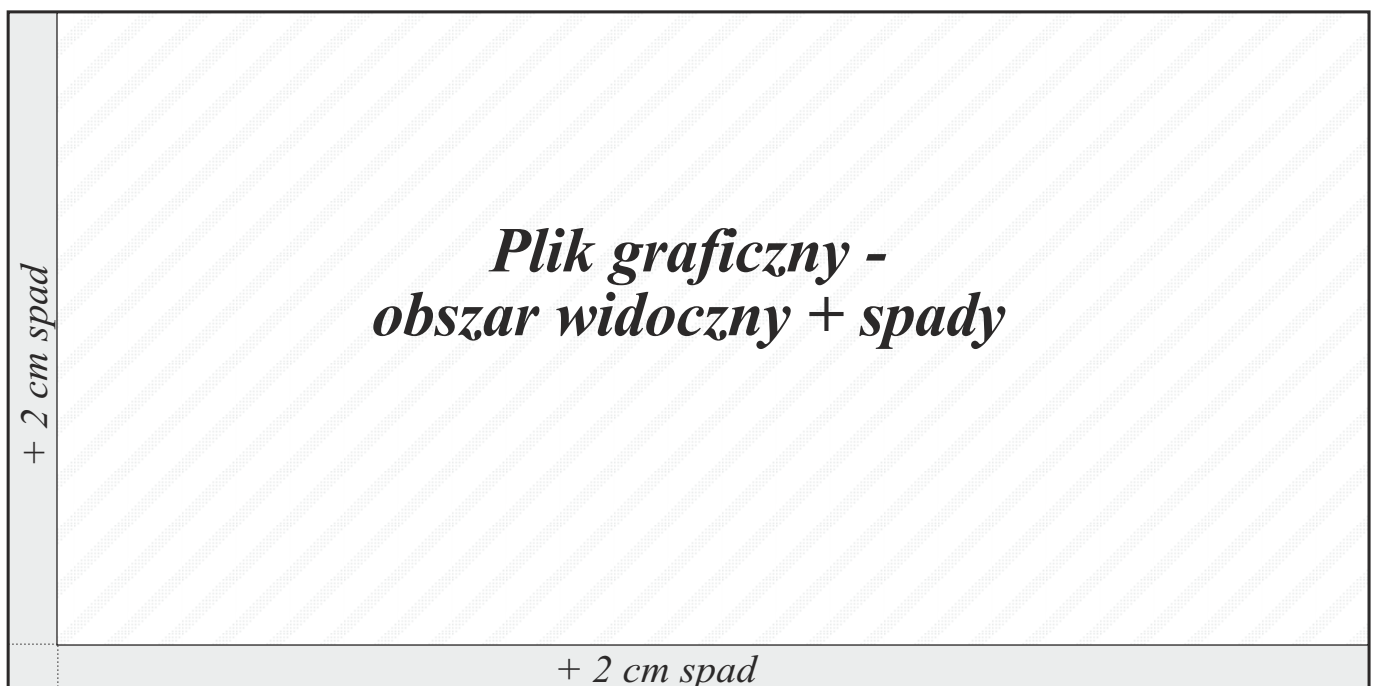 Plik graficzny -
obszar widoczny + spady
+ 2 cm spad
+ 2 cm spad